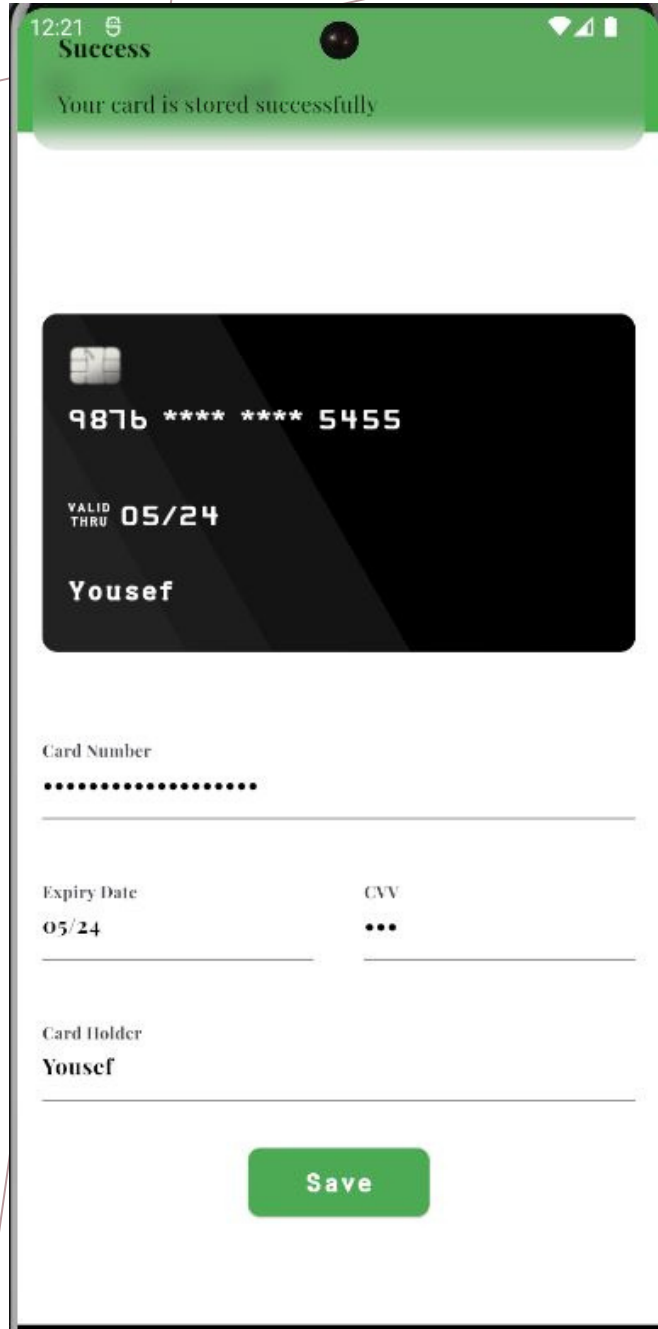 12:21
Success
Your card is stored successfully
9876 **** **** 5455
VALID
THRU 05/24
Yousef
Card Number
•••••••••••••••••••
Expiry Date
CVV
05/24
•••
Card Holder
Yousef
Save